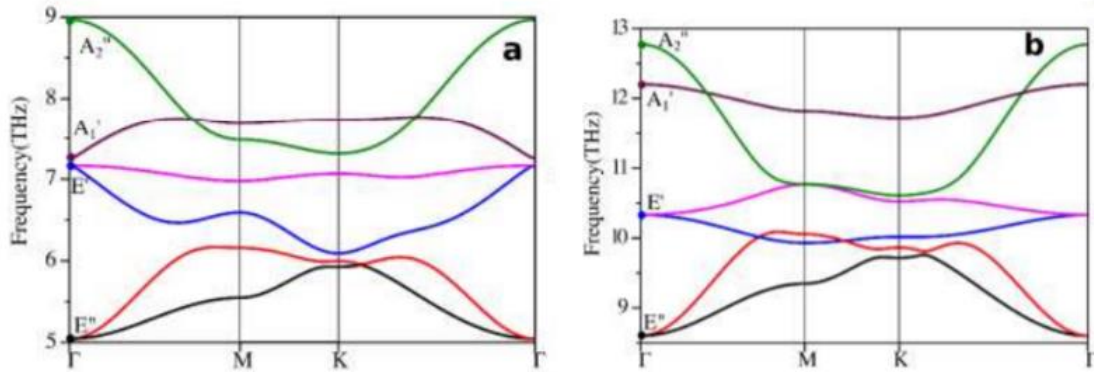 9
8
7
6
5
Frequency(THz)
A₂"
A₁'
E'
E"
a
Γ
M
K
Γ
13
12
11
10
9
Frequency(THz)
A₂"
A₁'
E'
E"
b
Γ
M
K
Γ